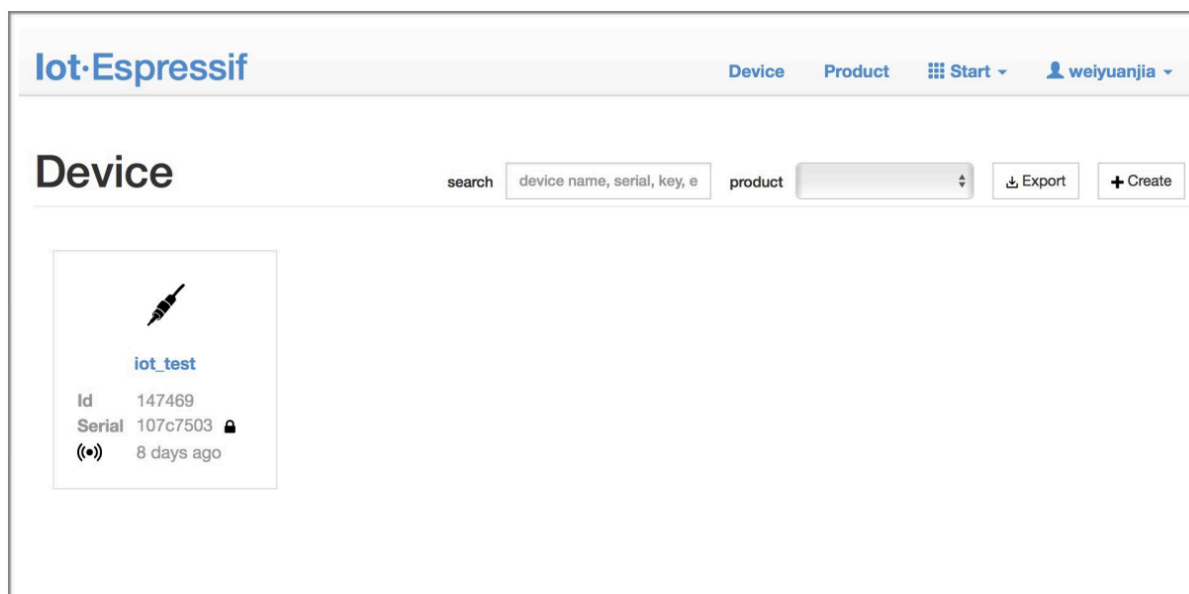 Iot·Espressif
Device Product Start weiyuanjia
Device
search device name, serial, key, e product Export Create
iot_test
Id 147469
Serial 107c7503
8 days ago